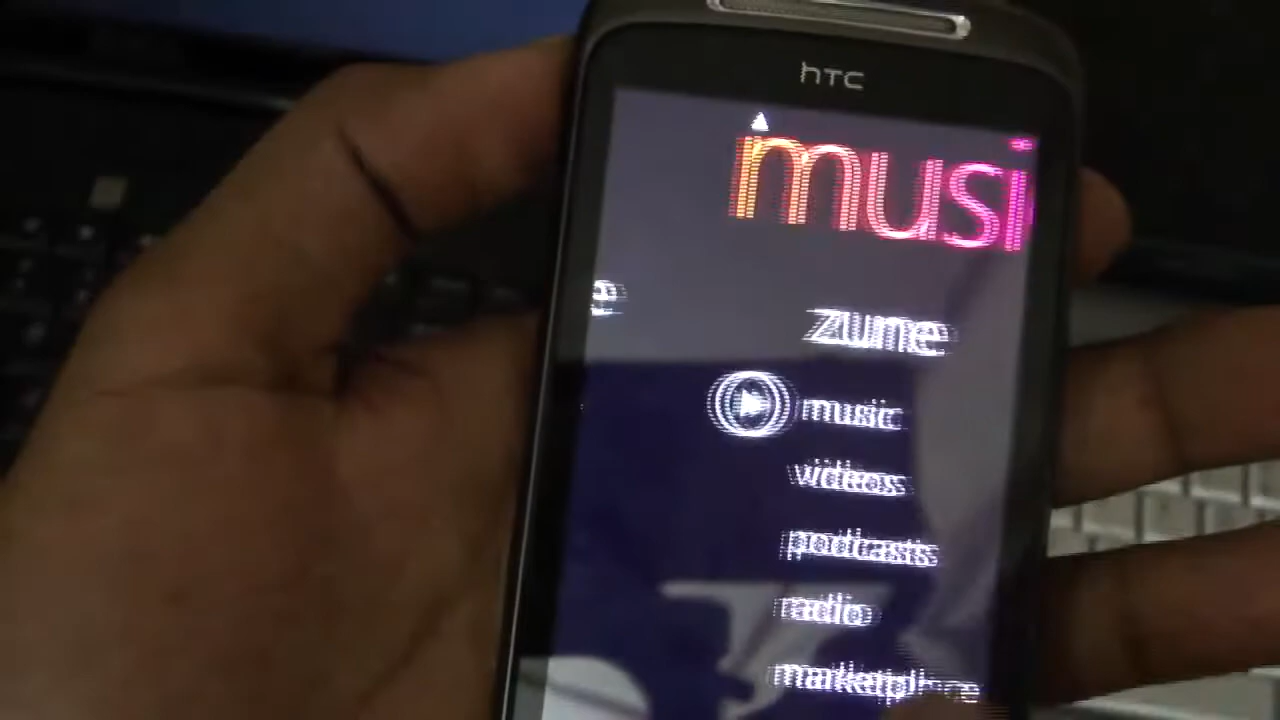 hTC
musi
e
zune
music
videos
podcasts
radio
marketplace